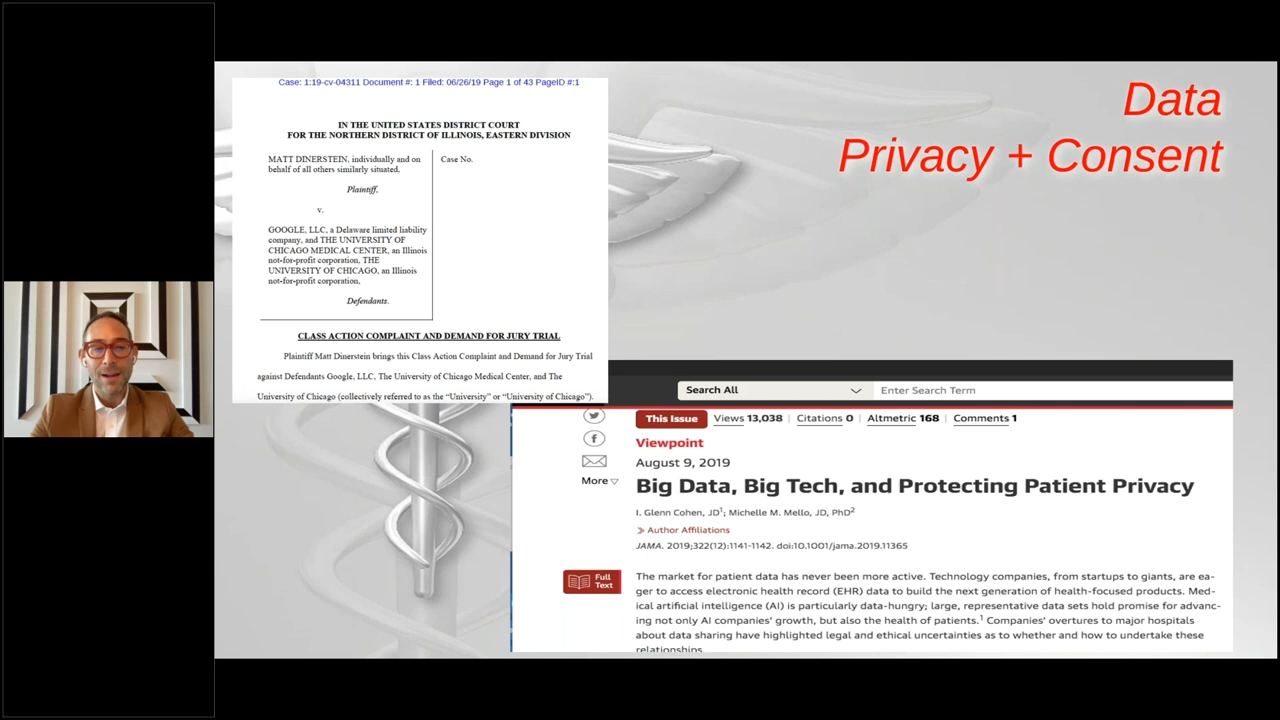 Data
Privacy + Consent
Case: 1:19-cv-04311 Document #: 1 Filed: 06/26/19 Page 1 of 43 PageID #:1
IN THE UNITED STATES DISTRICT COURT
FOR THE NORTHERN DISTRICT OF ILLINOIS, EASTERN DIVISION
MATT DINERSTEIN, individually and on
behalf of all others similarly situated,
Plaintiff,
v.
GOOGLE, LLC, a Delaware limited liability
company, and THE UNIVERSITY OF
CHICAGO MEDICAL CENTER, an Illinois
not-for-profit corporation, THE
UNIVERSITY OF CHICAGO, an Illinois
not-for-profit corporation,
Defendants.
Case No.
CLASS ACTION COMPLAINT AND DEMAND FOR JURY TRIAL
Plaintiff Matt Dinerstein brings this Class Action Complaint and Demand for Jury Trial
against Defendants Google, LLC, The University of Chicago Medical Center, and The
University of Chicago (collectively referred to as the “University” or “University of Chicago”).
Search All
Enter Search Term
This Issue Views 13,038 | Citations 0 | Altmetric 168 | Comments 1
More
Viewpoint
August 9, 2019
Big Data, Big Tech, and Protecting Patient Privacy
I. Glenn Cohen, JD1; Michelle M. Mello, JD, PhD2
Author Affiliations
JAMA. 2019;322(12):1141-1142. doi:10.1001/jama.2019.11365
Full
Text
The market for patient data has never been more active. Technology companies, from startups to giants, are ea-
ger to access electronic health record (EHR) data to build the next generation of health-focused products. Med-
ical artificial intelligence (AI) is particularly data-hungry; large, representative data sets hold promise for advanc-
ing not only AI companies’ growth, but also the health of patients.1 Companies’ overtures to major hospitals
about data sharing have highlighted legal and ethical uncertainties as to whether and how to undertake these
relationships.